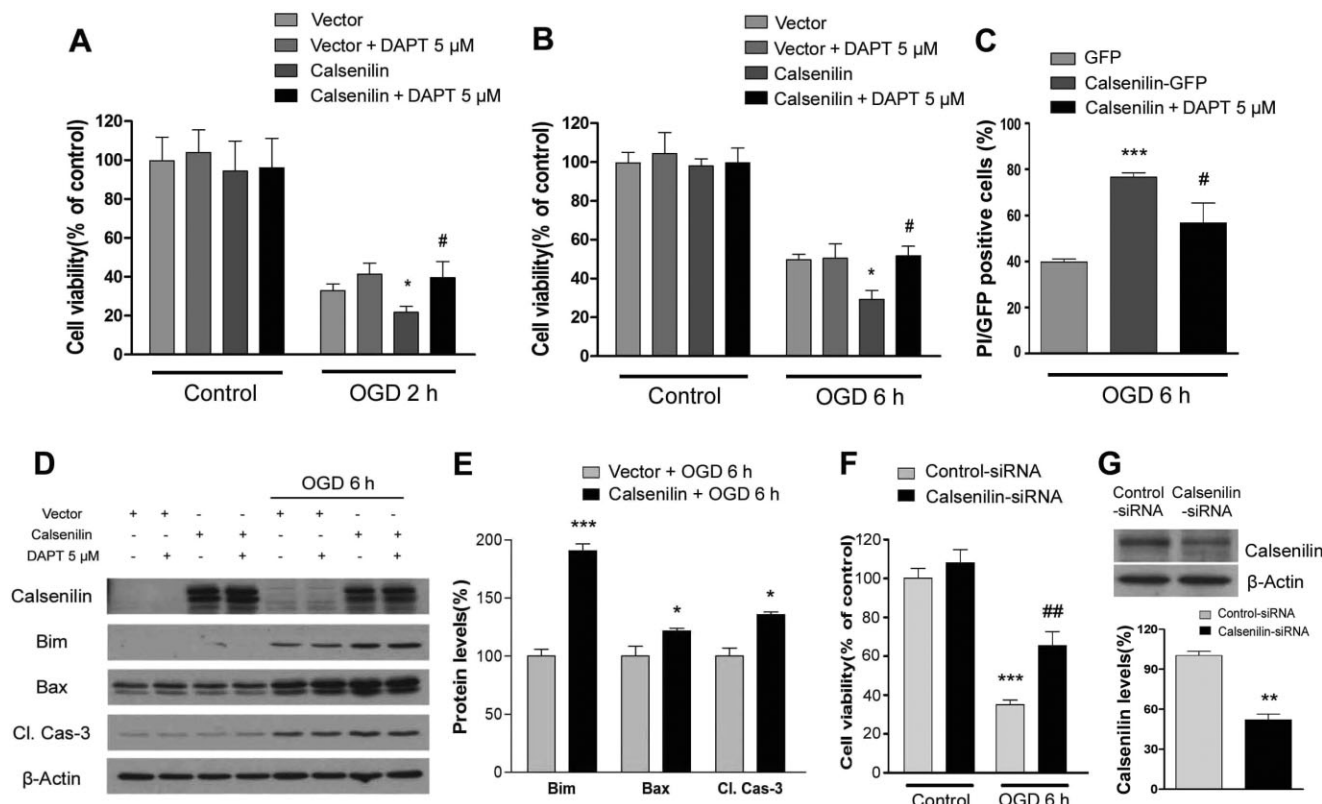 A
Vector
Vector + DAPT 5 µM
Calsenilin
Calsenilin + DAPT 5 µM
Cell viability(% of control)
120
100
80
60
40
20
0
#
*
Control
OGD 2 h
B
Vector
Vector + DAPT 5 µM
Calsenilin
Calsenilin + DAPT 5 µM
Cell viability(% of control)
120
100
80
60
40
20
0
#
*
Control
OGD 6 h
C
GFP
Calsenilin-GFP
Calsenilin + DAPT 5 µM
PI/GFP positive cells (%)
80
60
40
20
0
***
#
OGD 6 h
D
OGD 6 h
Vector + + - - + + - -
Calsenilin - - + + - - + +
DAPT 5 µM - + - + - + - +
Calsenilin
Bim
Bax
Cl. Cas-3
β-Actin
E
Vector + OGD 6 h
Calsenilin + OGD 6 h
Protein levels(%)
200
150
100
50
0
***
*
*
Bim Bax Cl. Cas-3
F
Control-siRNA
Calsenilin-siRNA
Cell viability(% of control)
120
100
80
60
40
20
0
***
##
Control
OGD 6 h
G
Control Calsenilin
-siRNA -siRNA
Calsenilin
β-Actin
Control-siRNA
Calsenilin-siRNA
Calsenilin levels(%)
120
90
60
30
0
**